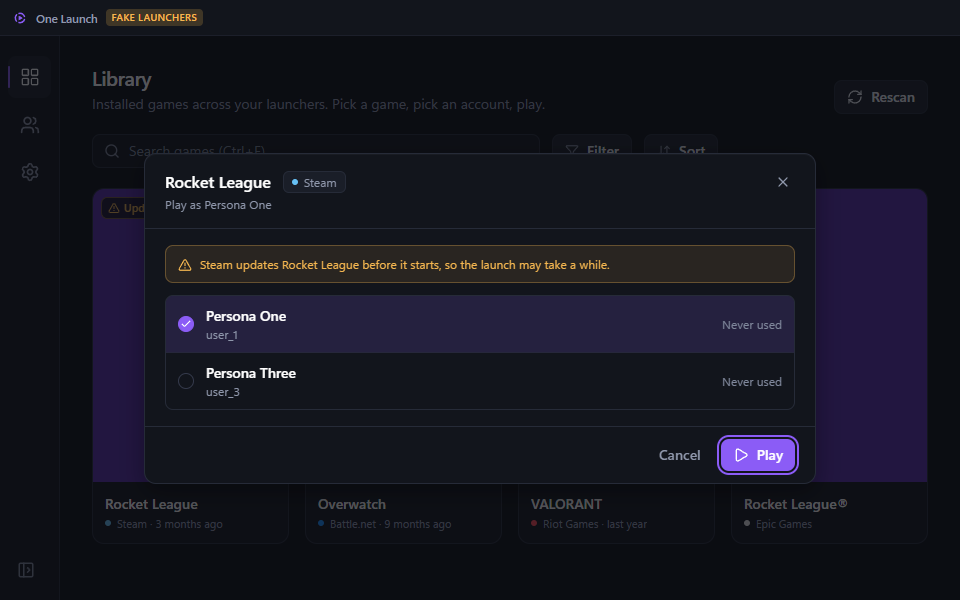 One Launch
FAKE LAUNCHERS
Library
Installed games across your launchers. Pick a game, pick an account, play.
Rescan
Search games (Ctrl+F)
Filter
Sort
Rocket League
Steam
Play as Persona One
Steam updates Rocket League before it starts, so the launch may take a while.
Persona One
user_1
Never used
Persona Three
user_3
Never used
Cancel
Play
Rocket League
Steam · 3 months ago
Overwatch
Battle.net · 9 months ago
VALORANT
Riot Games · last year
Rocket League®
Epic Games